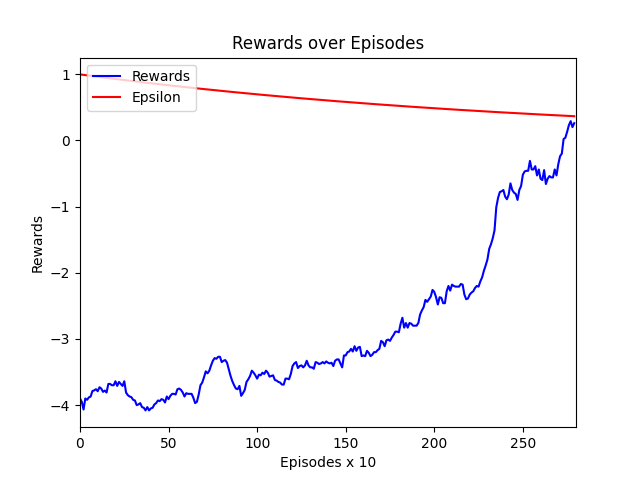 Rewards over Episodes
Rewards
Epsilon
1
0
−1
−2
−3
−4
Rewards
0 50 100 150 200 250
Episodes x 10